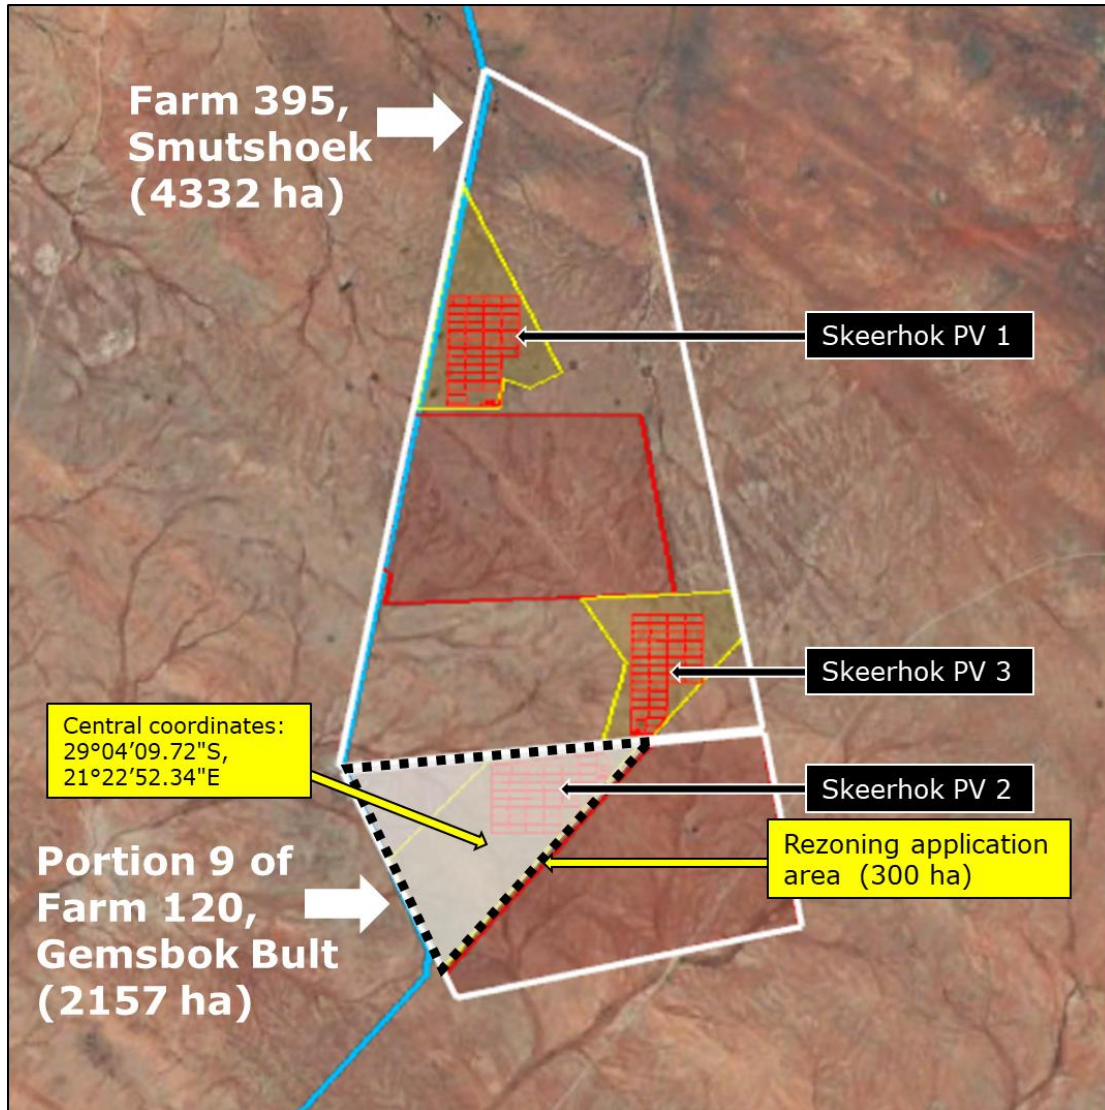 Farm 395,
Smutshoek
(4332 ha)
Skeerhok PV 1
Skeerhok PV 3
Central coordinates:
29°04’09.72"S,
21°22’52.34"E
Skeerhok PV 2
Rezoning application
area (300 ha)
Portion 9 of
Farm 120,
Gemsbok Bult
(2157 ha)